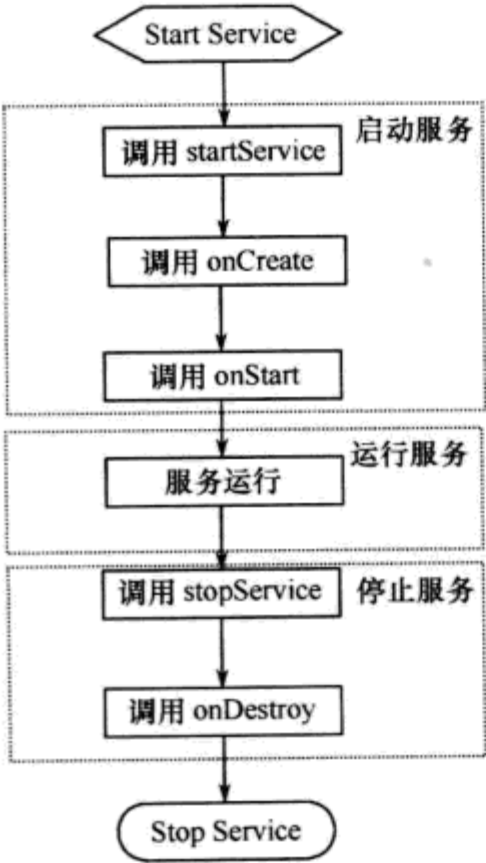 Start Service
启动服务
调用 startService
调用 onCreate
调用 onStart
运行服务
服务运行
调用 stopService
停止服务
调用 onDestroy
Stop Service